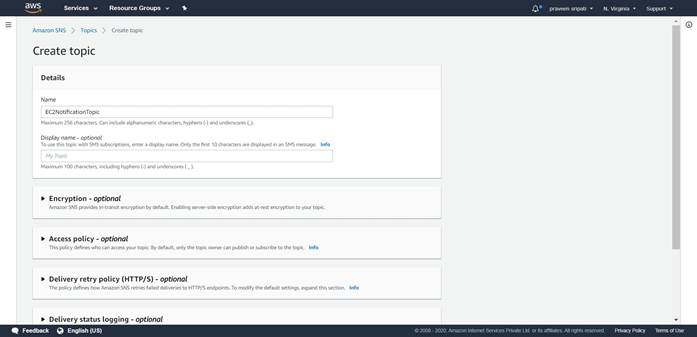 aws Services Resource Groups praveen sripati N. Virginia Support
Amazon SNS > Topics > Create topic
Create topic
Details
Name
EC2NotificationTopic
Maximum 256 characters. Can include alphanumeric characters, hyphens (-) and underscores (_).
Display name - optional
To use this topic with SMS subscriptions, enter a display name. Only the first 10 characters are displayed in an SMS message. Info
My Topic
Maximum 100 characters, including hyphens (-) and underscores (_).
Encryption - optional
Amazon SNS provides in-transit encryption by default. Enabling server-side encryption adds at-rest encryption to your topic.
Access policy - optional
This policy defines who can access your topic. By default, only the topic owner can publish or subscribe to the topic. Info
Delivery retry policy (HTTP/S) - optional
The policy defines how Amazon SNS retries failed deliveries to HTTP/S endpoints. To modify the default settings, expand this section. Info
Delivery status logging - optional
Feedback English (US) © 2008 - 2020, Amazon Internet Services Private Ltd. or its affiliates. All rights reserved. Privacy Policy Terms of Use